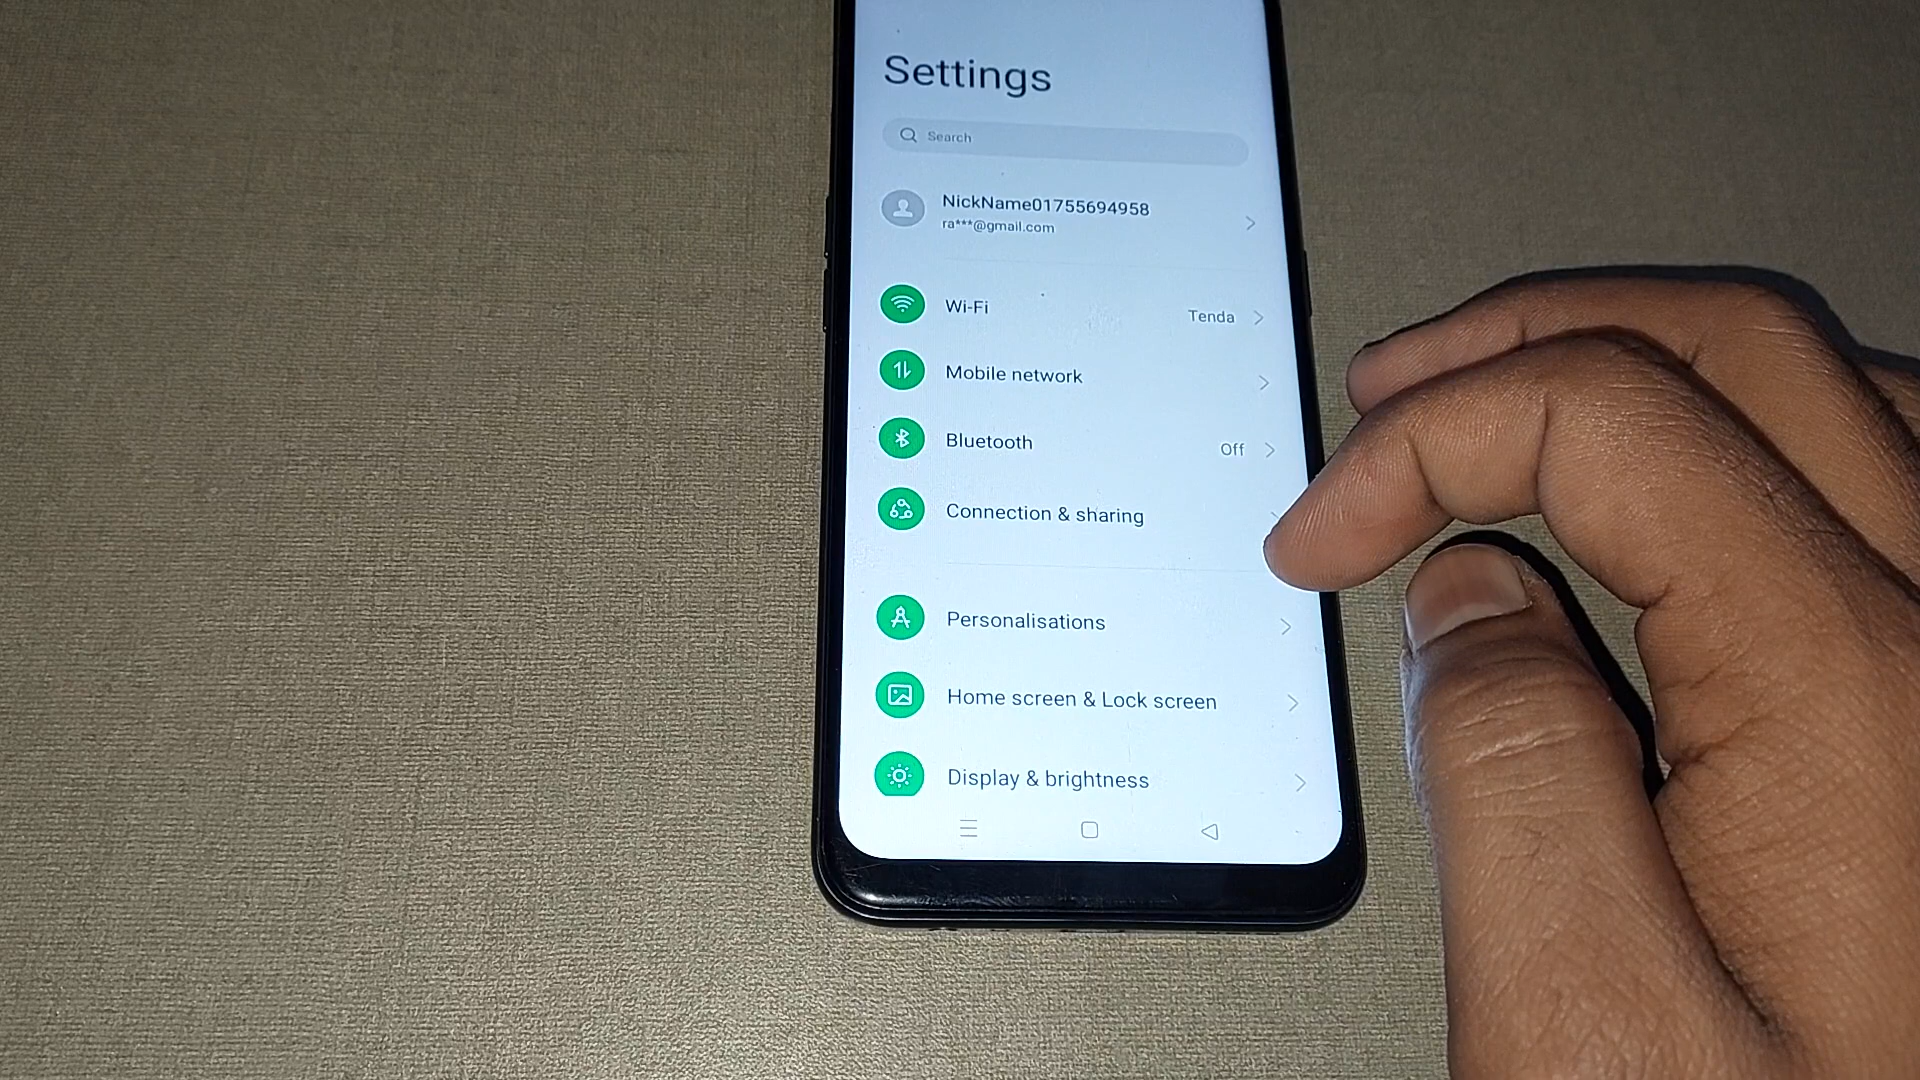 Settings
Search
NickName01755694958
ra***@gmail.com
Wi-Fi
Tenda
Mobile network
Bluetooth
Off
Connection & sharing
Personalisations
Home screen & Lock screen
Display & brightness